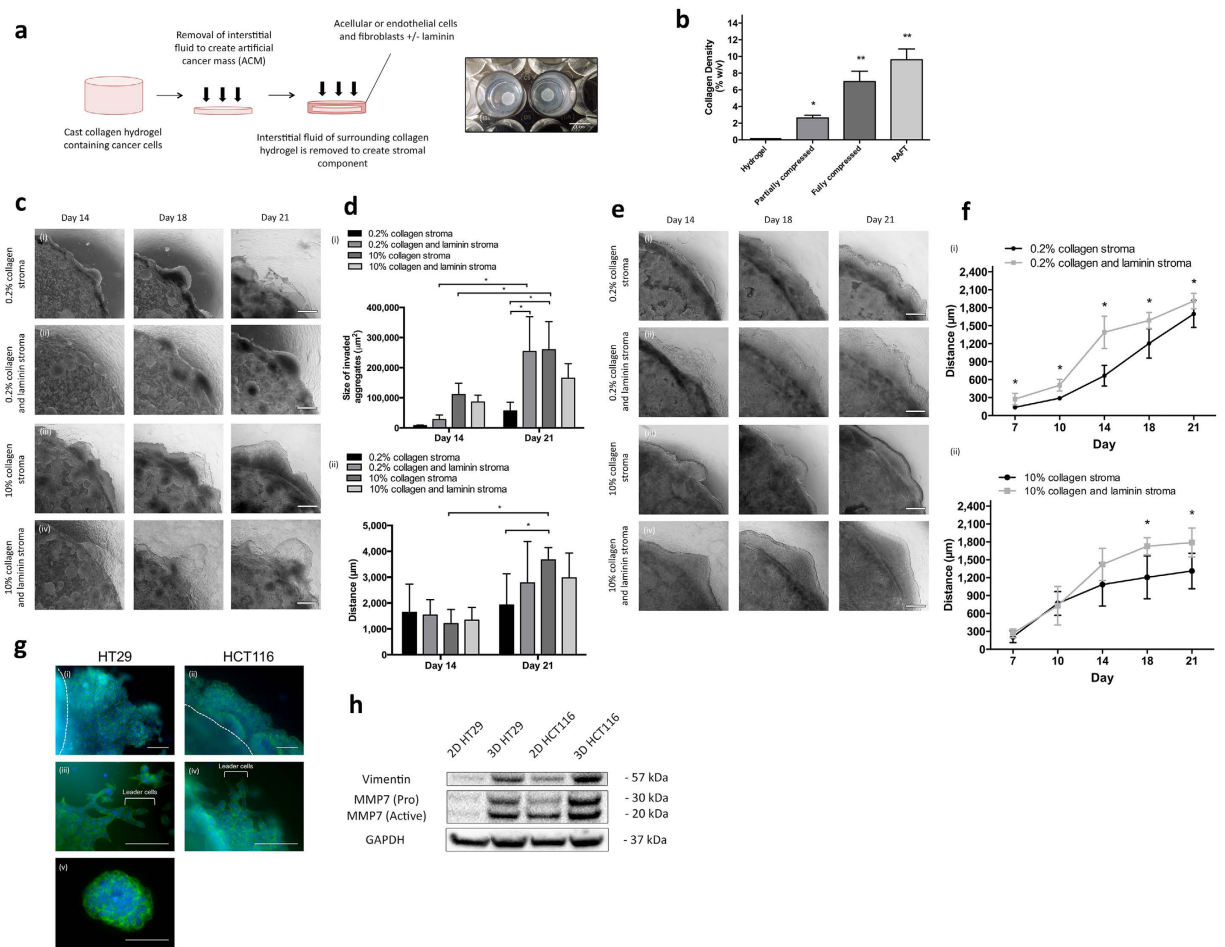 a
Removal of interstitial
fluid to create artificial
cancer mass (ACM)
Acellular or endothelial cells
and fibroblasts +/- laminin
Cast collagen hydrogel
containing cancer cells
Interstitial fluid of surrounding collagen
hydrogel is removed to create stromal
component
b
Collagen Density
(% w/v)
14
12
10
8
6
4
2
0
*
**
**
Hydrogel
Partially compressed
Fully compressed
RAFT
c
Day 14
Day 18
Day 21
0.2% collagen
stroma
(i)
0.2% collagen
and laminin stroma
(ii)
10% collagen
stroma
(iii)
10% collagen
and laminin stroma
(iv)
d
(i)
0.2% collagen stroma
0.2% collagen and laminin stroma
10% collagen stroma
10% collagen and laminin stroma
Size of invaded
aggregates (μm²)
400,000
300,000
200,000
100,000
0
*
*
*
*
Day 14
Day 21
(ii)
0.2% collagen stroma
0.2% collagen and laminin stroma
10% collagen stroma
10% collagen and laminin stroma
Distance (μm)
5,000
4,000
3,000
2,000
1,000
0
*
*
Day 14
Day 21
e
Day 14
Day 18
Day 21
0.2% collagen
stroma
(i)
0.2% collagen
and laminin stroma
(ii)
10% collagen
stroma
(iii)
10% collagen
and laminin stroma
(iv)
f
(i)
0.2% collagen stroma
0.2% collagen and laminin stroma
Distance (μm)
2,400
2,100
1,800
1,500
1,200
900
600
300
0
* * * * *
7 10 14 18 21
Day
(ii)
10% collagen stroma
10% collagen and laminin stroma
Distance (μm)
2,400
2,100
1,800
1,500
1,200
900
600
300
0
* *
7 10 14 18 21
Day
g
HT29
HCT116
(i)
(ii)
(iii)
Leader cells
(iv)
Leader cells
(v)
h
2D HT29
3D HT29
2D HCT116
3D HCT116
Vimentin - 57 kDa
MMP7 (Pro) - 30 kDa
MMP7 (Active) - 20 kDa
GAPDH - 37 kDa